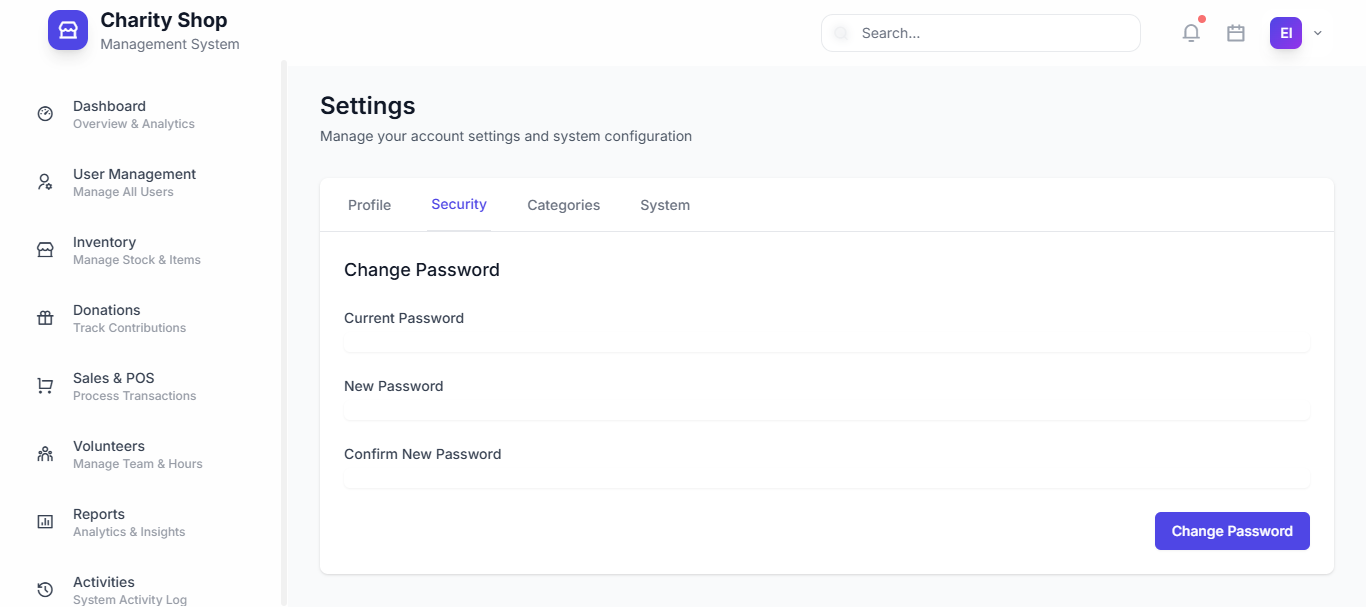 Charity Shop
Management System
Search...
EI
Dashboard
Overview & Analytics
User Management
Manage All Users
Inventory
Manage Stock & Items
Donations
Track Contributions
Sales & POS
Process Transactions
Volunteers
Manage Team & Hours
Reports
Analytics & Insights
Activities
System Activity Log
Settings
Manage your account settings and system configuration
Profile
Security
Categories
System
Change Password
Current Password
New Password
Confirm New Password
Change Password